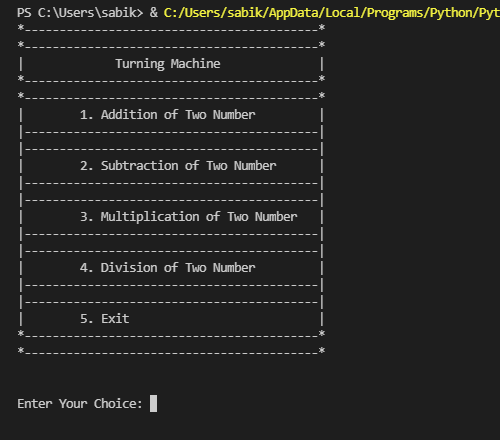 PS C:\Users\sabik> & C:/Users/sabik/AppData/Local/Programs/Python/Pyt
*------------------------------------------*
*------------------------------------------*
|             Turning Machine              |
*------------------------------------------*
*------------------------------------------*
|        1. Addition of Two Number         |
|------------------------------------------|
|------------------------------------------|
|        2. Subtraction of Two Number      |
|------------------------------------------|
|------------------------------------------|
|        3. Multiplication of Two Number   |
|------------------------------------------|
|------------------------------------------|
|        4. Division of Two Number         |
|------------------------------------------|
|------------------------------------------|
|        5. Exit                           |
*------------------------------------------*
*------------------------------------------*
Enter Your Choice: